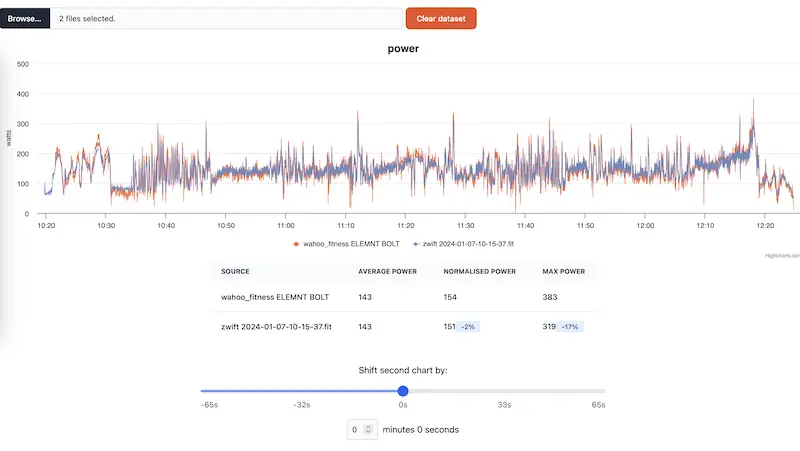 Browse... 2 files selected. Clear dataset
power
500
400
300
200
100
0
watts
10:20 10:30 10:40 10:50 11:00 11:10 11:20 11:30 11:40 11:50 12:00 12:10 12:20
wahoo_fitness ELEMNT BOLT zwift 2024-01-07-10-15-37.fit
Highcharts.com
SOURCE AVERAGE POWER NORMALISED POWER MAX POWER
wahoo_fitness ELEMNT BOLT 143 154 383
zwift 2024-01-07-10-15-37.fit 143 151 -2% 319 -17%
Shift second chart by:
-65s -32s 0s 33s 65s
0 minutes 0 seconds